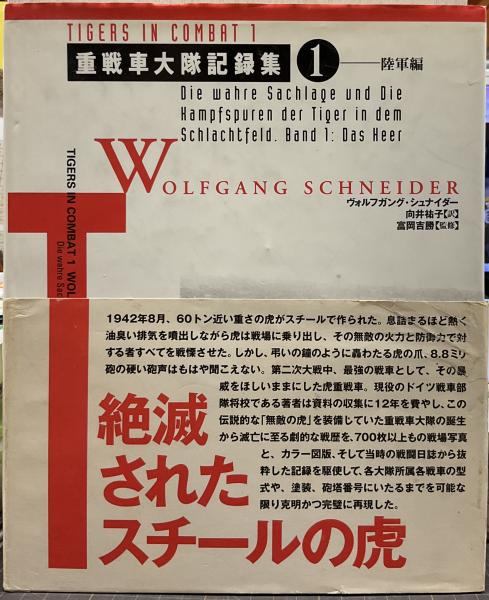 TIGERS IN COMBAT 1
重戦車大隊記録集 1 ──陸軍編
Die wahre Sachlage und Die
Kampfspuren der Tiger in dem
Schlachtfeld. Band 1: Das Heer
WOLFGANG SCHNEIDER
ヴォルフガング・シュナイダー
向井祐子【訳】
富岡吉勝【監修】
TIGERS IN COMBAT 1 WOL
Die wahre Sac
T
1942年8月、60トン近い重さの虎がスチールで作られた。息詰まるほど熱く
油臭い排気を噴出しながら虎は戦場に乗り出し、その無敵の火力と防御力で対
する者すべてを戦慄させた。しかし、弔いの鐘のように轟わたる虎の爪、8.8ミリ
砲の硬い砲声はもはや聞こえない。第二次大戦中、最強の戦車として、その暴
威をほしいままにした虎重戦車。現役のドイツ戦車部
隊将校である著者は資料の収集に12年を費やし、この
伝説的な「無敵の虎」を装備していた重戦車大隊の誕生
から滅亡に至る劇的な戦歴を、700枚以上もの戦場写真
と、カラー図版、そして当時の戦闘日誌から抜
粋した記録を駆使して、各大隊所属各戦車の型
式や、塗装、砲塔番号にいたるまでを可能な
限り克明かつ完璧に再現した。
絶滅
された
スチールの虎